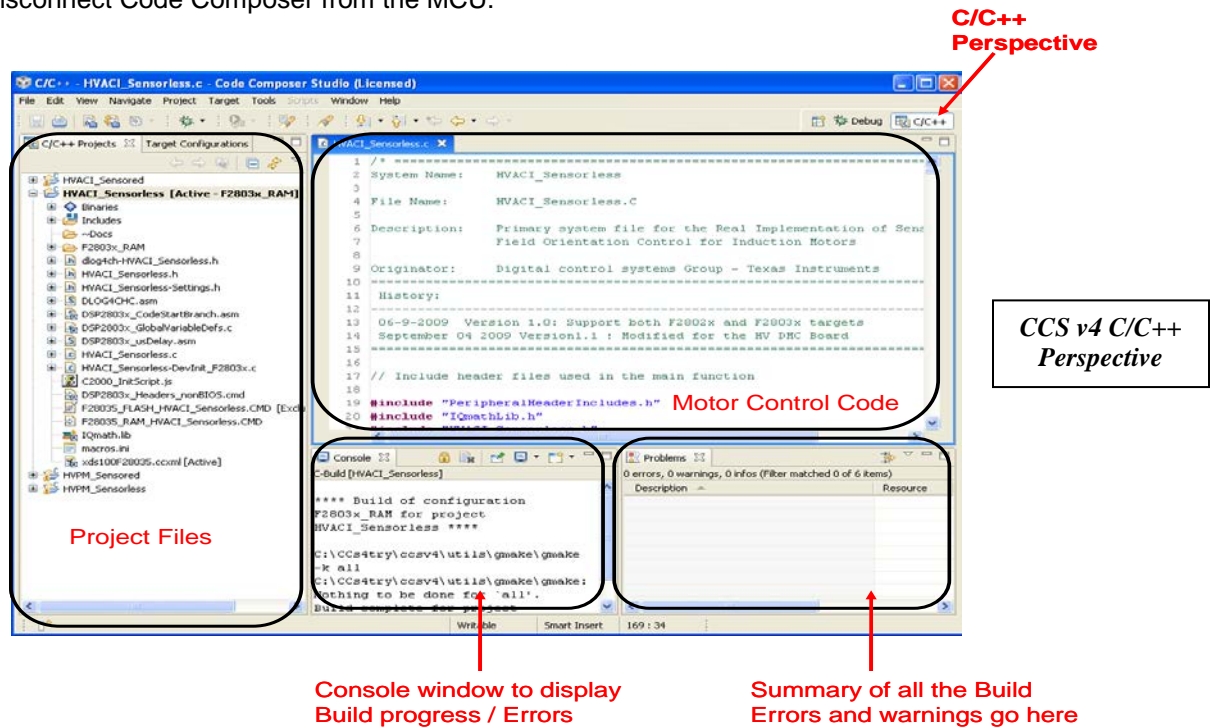 isconnect Code Composer from the MCU.
C/C++
Perspective
C/C++ - HVACI_Sensorless.c - Code Composer Studio (Licensed)
File Edit View Navigate Project Target Tools Scripts Window Help
Debug C/C++
C/C++ Projects Target Configurations
HVACI_Sensored
HVACI_Sensorless [Active - F2803x_RAM]
Binaries
Includes
~Docs
F2803x_RAM
dlog4ch-HVACI_Sensorless.h
HVACI_Sensorless.h
HVACI_Sensorless-Settings.h
DLOG4CHC.asm
DSP2803x_CodeStartBranch.asm
DSP2803x_GlobalVariableDefs.c
DSP2803x_usDelay.asm
HVACI_Sensorless.c
HVACI_Sensorless-DevInit_F2803x.c
C2000_InitScript.js
DSP2803x_Headers_nonBIOS.cmd
F28035_FLASH_HVACI_Sensorless.CMD [Exclu
F28035_RAM_HVACI_Sensorless.CMD
IQmath.lib
macros.ini
xds100F28035.ccxml [Active]
HVPM_Sensored
HVPM_Sensorless
Project Files
HVACI_Sensorless.c
1 /* ==================================================================
2 System Name: HVACI_Sensorless
3
4 File Name: HVACI_Sensorless.C
5
6 Description: Primary system file for the Real Implementation of Sens
7 Field Orientation Control for Induction Motors
8
9 Originator: Digital control systems Group - Texas Instruments
10 ==================================================================
11 History:
12 ------------------------------------------------------------------
13 06-9-2009 Version 1.0: Support both F2802x and F2803x targets
14 September 04 2009 Version1.1 : Modified for the HV DMC Board
15 ==================================================================
16
17 // Include header files used in the main function
18
19 #include "PeripheralHeaderIncludes.h"
20 #include "IQmathLib.h"
Motor Control Code
CCS v4 C/C++
Perspective
Console
C-Build [HVACI_Sensorless]
**** Build of configuration
F2803x_RAM for project
HVACI_Sensorless ****
C:\CCs4try\ccsv4\utils\gmake\gmake
-k all
C:\CCs4try\ccsv4\utils\gmake\gmake:
Nothing to be done for `all'.
Build complete for project
Problems
0 errors, 0 warnings, 0 infos (Filter matched 0 of 6 items)
Description Resource
Writable Smart Insert 169 : 34
Console window to display
Build progress / Errors
Summary of all the Build
Errors and warnings go here